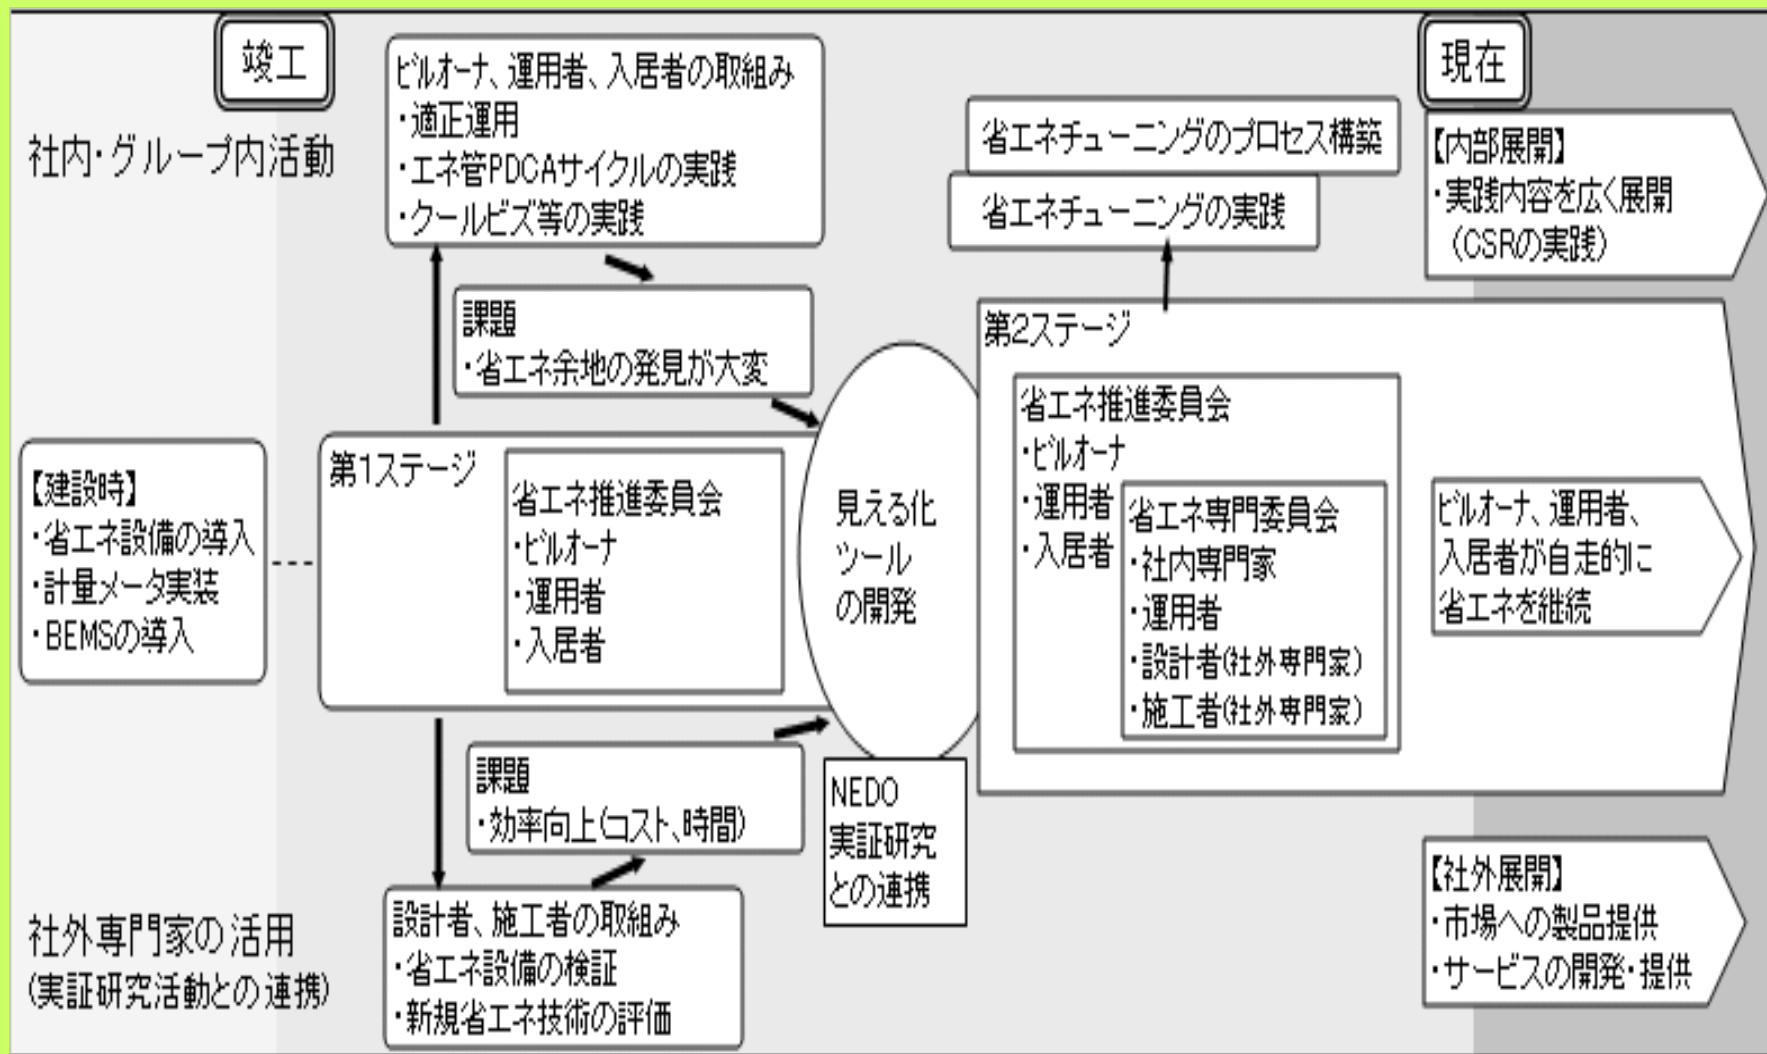 竣工
現在
社内・グループ内活動
ビルオーナ、運用者、入居者の取組み
・適正運用
・エネ管PDCAサイクルの実践
・クールビズ等の実践
省エネチューニングのプロセス構築
省エネチューニングの実践
【内部展開】
・実践内容を広く展開
（CSRの実践）
課題
・省エネ余地の発見が大変
【建設時】
・省エネ設備の導入
・計量メータ実装
・BEMSの導入
第1ステージ
省エネ推進委員会
・ビルオーナ
・運用者
・入居者
見える化
ツール
の開発
第2ステージ
省エネ推進委員会
・ビルオーナ
・運用者
・入居者
省エネ専門委員会
・社内専門家
・運用者
・設計者(社外専門家)
・施工者(社外専門家)
ビルオーナ、運用者、
入居者が自走的に
省エネを継続
課題
・効率向上(コスト、時間)
NEDO
実証研究
との連携
社外専門家の活用
(実証研究活動との連携)
設計者、施工者の取組み
・省エネ設備の検証
・新規省エネ技術の評価
【社外展開】
・市場への製品提供
・サービスの開発・提供